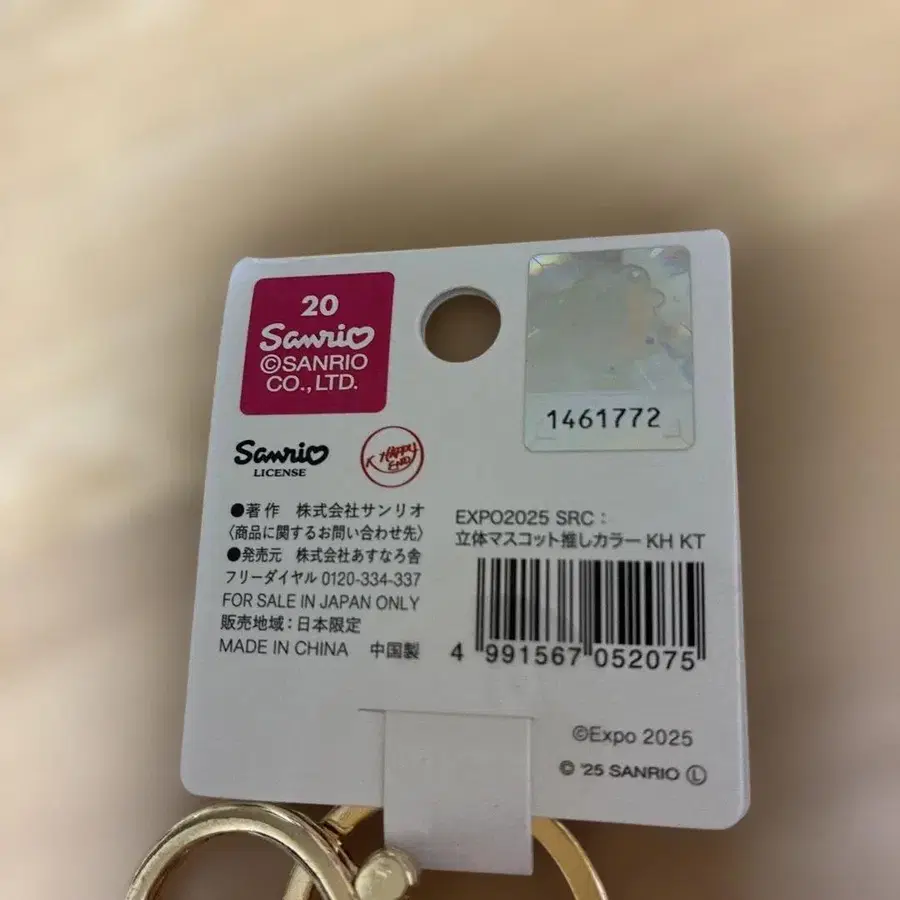 20
Sanrio
©SANRIO
CO., LTD.
1461772
Sanrio
LICENSE
HAPPY
END
●著作 株式会社サンリオ
〈商品に関するお問い合わせ先〉
●発売元 株式会社あすなろ舎
フリーダイヤル 0120-334-337
FOR SALE IN JAPAN ONLY
販売地域：日本限定
MADE IN CHINA 中国製
EXPO2025 SRC：
立体マスコット推しカラー KH KT
4 991567 052075
©Expo 2025
© '25 SANRIO Ⓛ